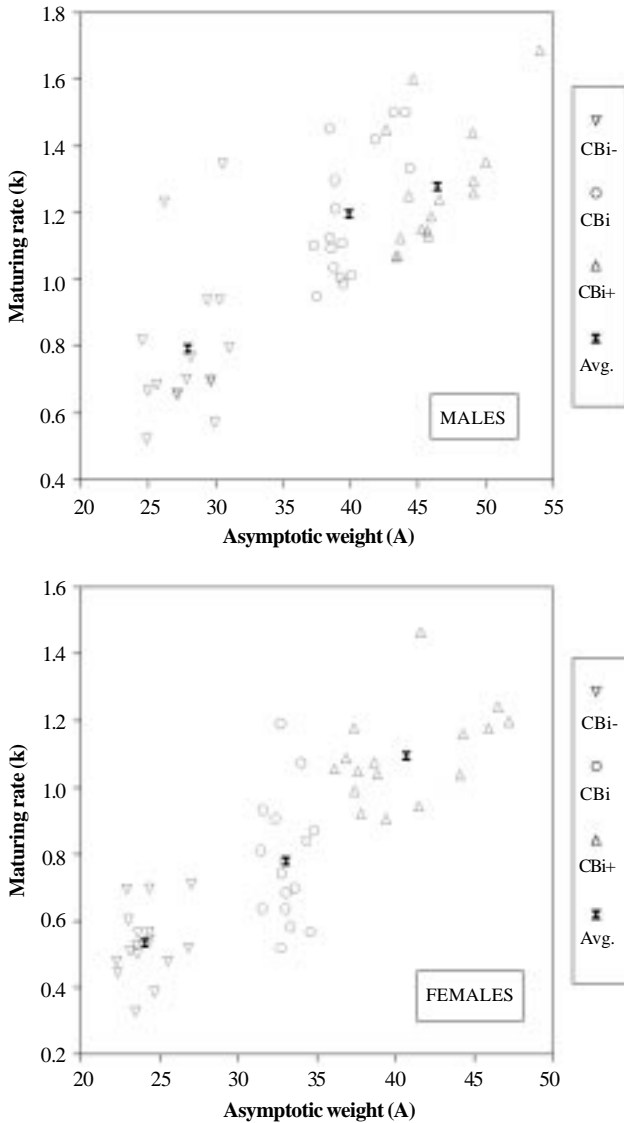 1.8
1.6
1.4
1.2
1.0
0.8
0.6
0.4
Maturing rate (k)
20 25 30 35 40 45 50 55
Asymptotic weight (A)
MALES
CBi-
CBi
CBi+
Avg.
1.6
1.4
1.2
1.0
0.8
0.6
0.4
0.2
Maturing rate (k)
20 25 30 35 40 45 50
Asymptotic weight (A)
FEMALES
CBi-
CBi
CBi+
Avg.